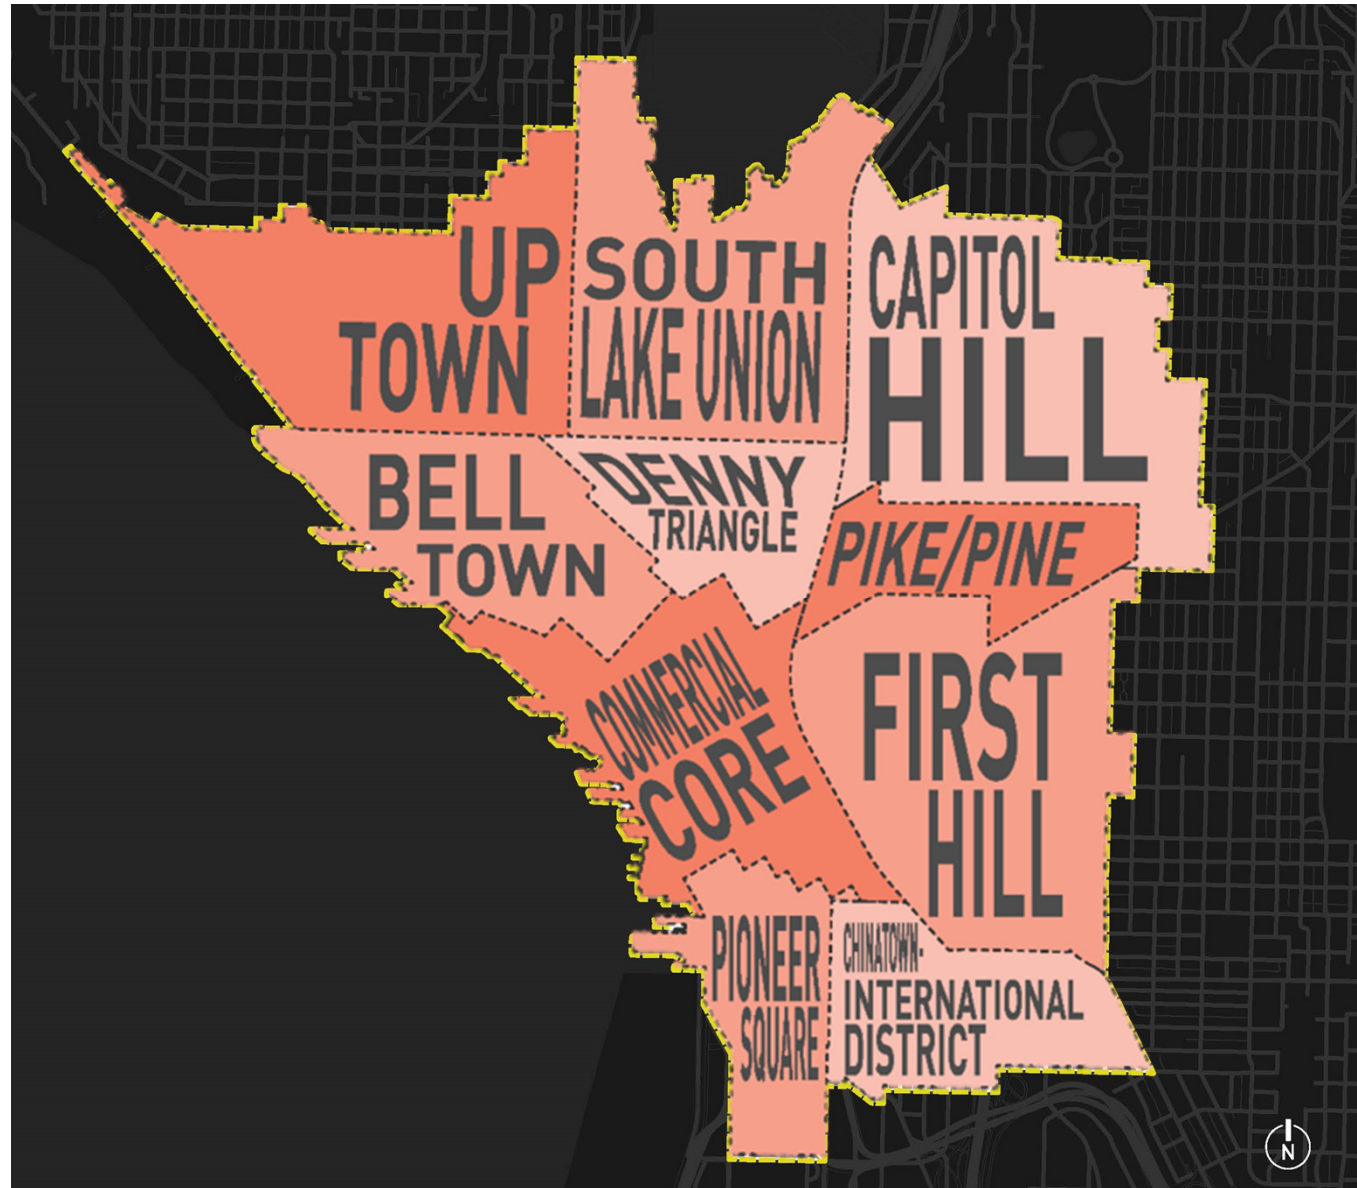 UP
TOWN
SOUTH
LAKE UNION
CAPITOL
HILL
BELL
TOWN
DENNY
TRIANGLE
PIKE/PINE
COMMERCIAL
CORE
FIRST
HILL
PIONEER
SQUARE
CHINATOWN-
INTERNATIONAL
DISTRICT
N